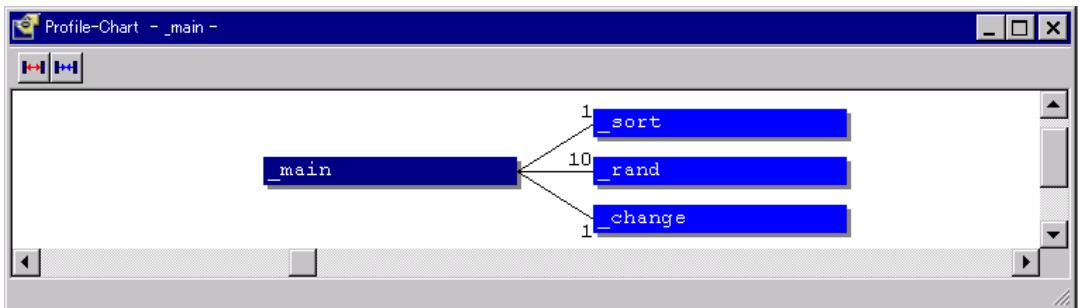 Profile-Chart - _main -
1
_sort
_main
10
_rand
_change
1